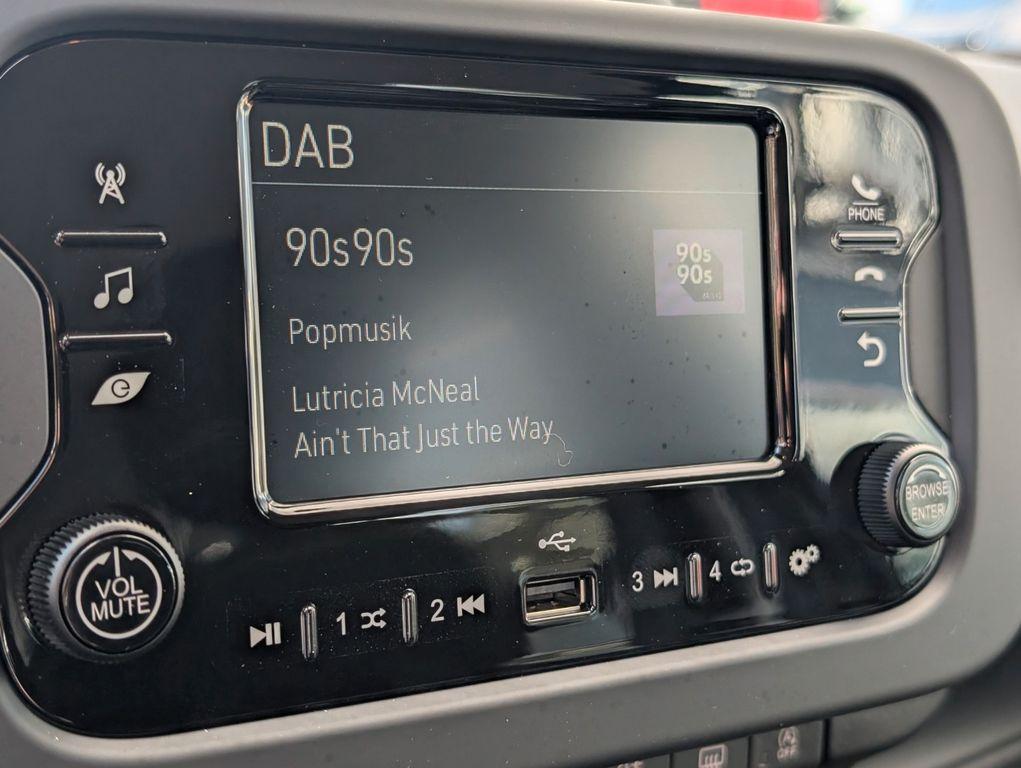 DAB
90s90s
90s
90s
Popmusik
Lutricia McNeal
Ain't That Just the Way
PHONE
BROWSE
ENTER
VOL
MUTE
1
2
3
4
OFF